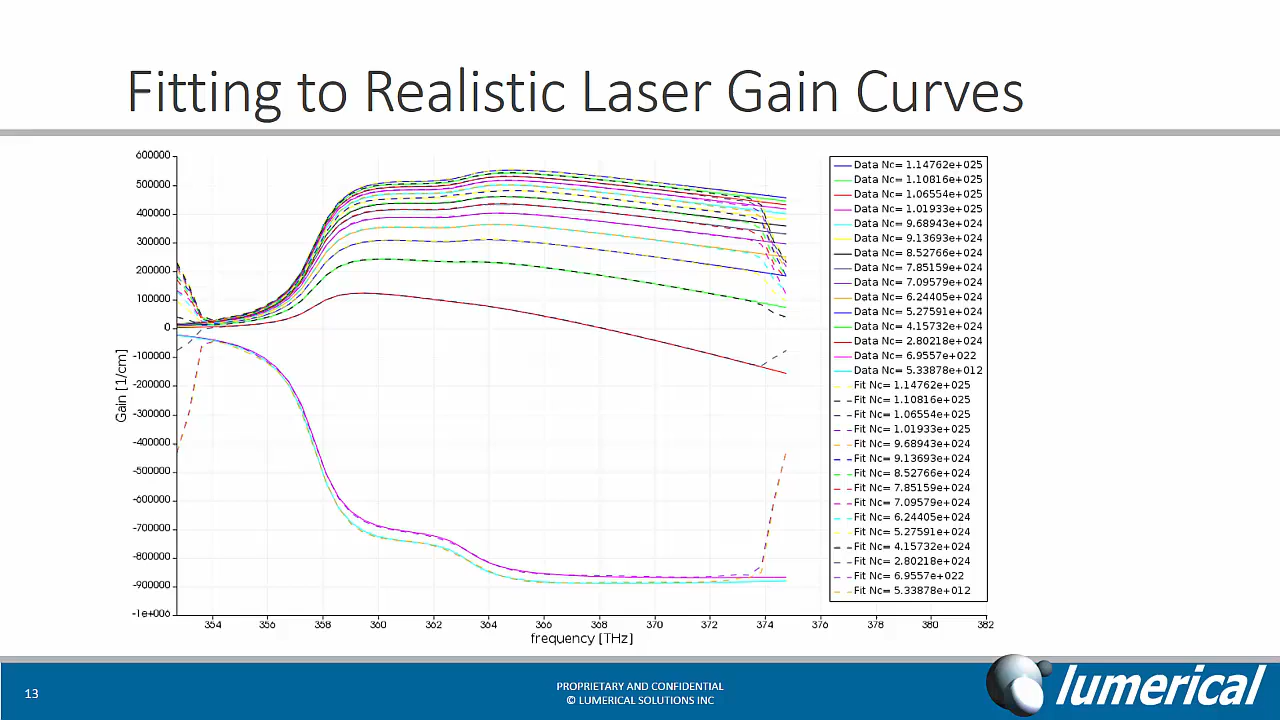 Fitting to Realistic Laser Gain Curves
600000
500000
400000
300000
200000
100000
0
-100000
-200000
-300000
-400000
-500000
-600000
-700000
-800000
-900000
-1e+006
Gain [1/cm]
354
356
358
360
362
364
366
368
370
372
374
376
378
380
382
frequency [THz]
Data Nc= 1.14762e+025
Data Nc= 1.10816e+025
Data Nc= 1.06554e+025
Data Nc= 1.01933e+025
Data Nc= 9.68943e+024
Data Nc= 9.13693e+024
Data Nc= 8.52766e+024
Data Nc= 7.85159e+024
Data Nc= 7.09579e+024
Data Nc= 6.24405e+024
Data Nc= 5.27591e+024
Data Nc= 4.15732e+024
Data Nc= 2.80218e+024
Data Nc= 6.9557e+022
Data Nc= 5.33878e+012
Fit Nc= 1.14762e+025
Fit Nc= 1.10816e+025
Fit Nc= 1.06554e+025
Fit Nc= 1.01933e+025
Fit Nc= 9.68943e+024
Fit Nc= 9.13693e+024
Fit Nc= 8.52766e+024
Fit Nc= 7.85159e+024
Fit Nc= 7.09579e+024
Fit Nc= 6.24405e+024
Fit Nc= 5.27591e+024
Fit Nc= 4.15732e+024
Fit Nc= 2.80218e+024
Fit Nc= 6.9557e+022
Fit Nc= 5.33878e+012
13
PROPRIETARY AND CONFIDENTIAL
© LUMERICAL SOLUTIONS INC
lumerical